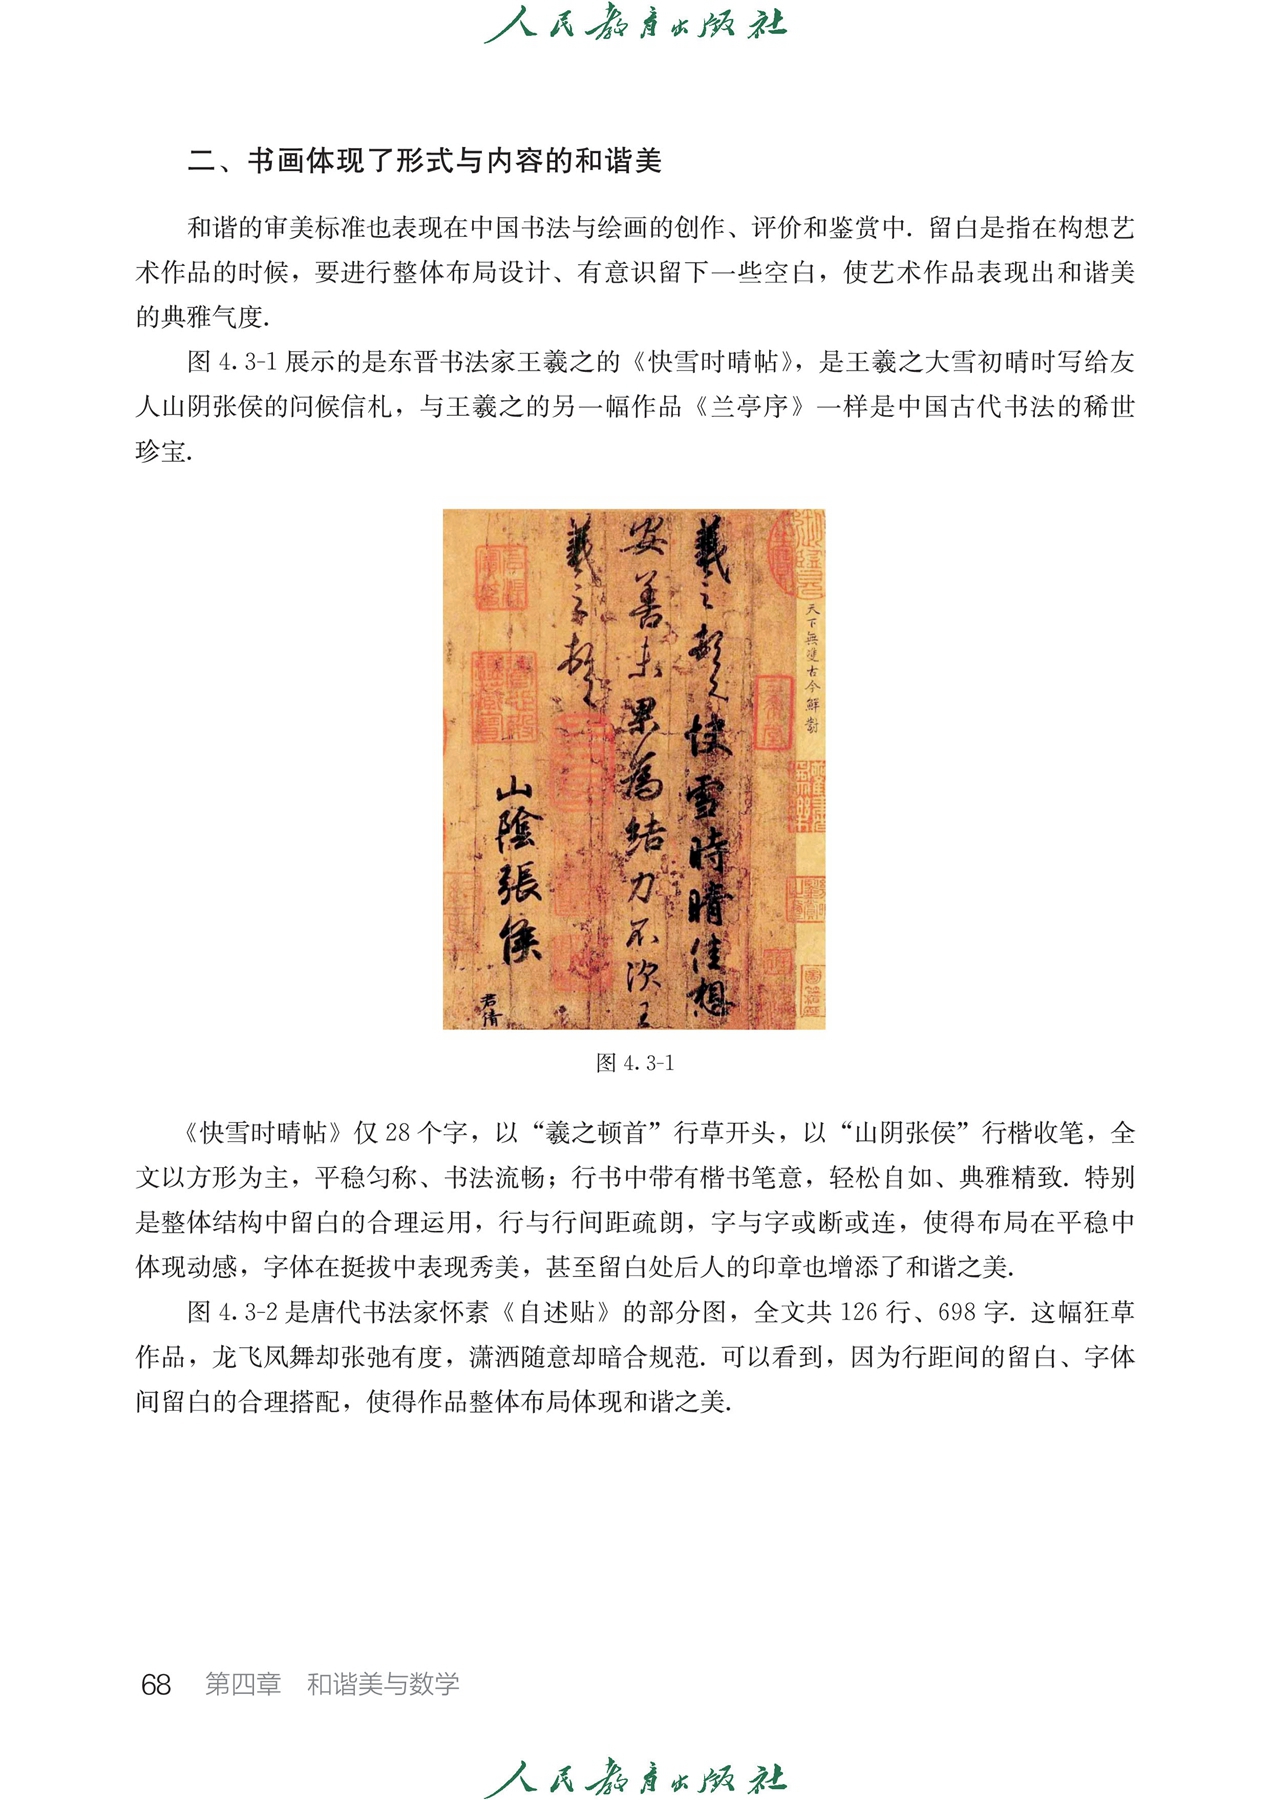 人民教育出版社
二、书画体现了形式与内容的和谐美
和谐的审美标准也表现在中国书法与绘画的创作、评价和鉴赏中. 留白是指在构想艺
术作品的时候，要进行整体布局设计、有意识留下一些空白，使艺术作品表现出和谐美
的典雅气度.
图 4.3-1 展示的是东晋书法家王羲之的《快雪时晴帖》，是王羲之大雪初晴时写给友
人山阴张侯的问候信札，与王羲之的另一幅作品《兰亭序》一样是中国古代书法的稀世
珍宝.
天下無雙古今鮮對
羲之頓首快雪時晴佳想
安善未果為結力不次王
羲之頓首
山陰張侯
君倩
图 4.3-1
《快雪时晴帖》仅 28 个字，以“羲之顿首”行草开头，以“山阴张侯”行楷收笔，全
文以方形为主，平稳匀称、书法流畅；行书中带有楷书笔意，轻松自如、典雅精致. 特别
是整体结构中留白的合理运用，行与行间距疏朗，字与字或断或连，使得布局在平稳中
体现动感，字体在挺拔中表现秀美，甚至留白处后人的印章也增添了和谐之美.
图 4.3-2 是唐代书法家怀素《自述贴》的部分图，全文共 126 行、698 字. 这幅狂草
作品，龙飞凤舞却张弛有度，潇洒随意却暗合规范. 可以看到，因为行距间的留白、字体
间留白的合理搭配，使得作品整体布局体现和谐之美.
68 第四章 和谐美与数学
人民教育出版社